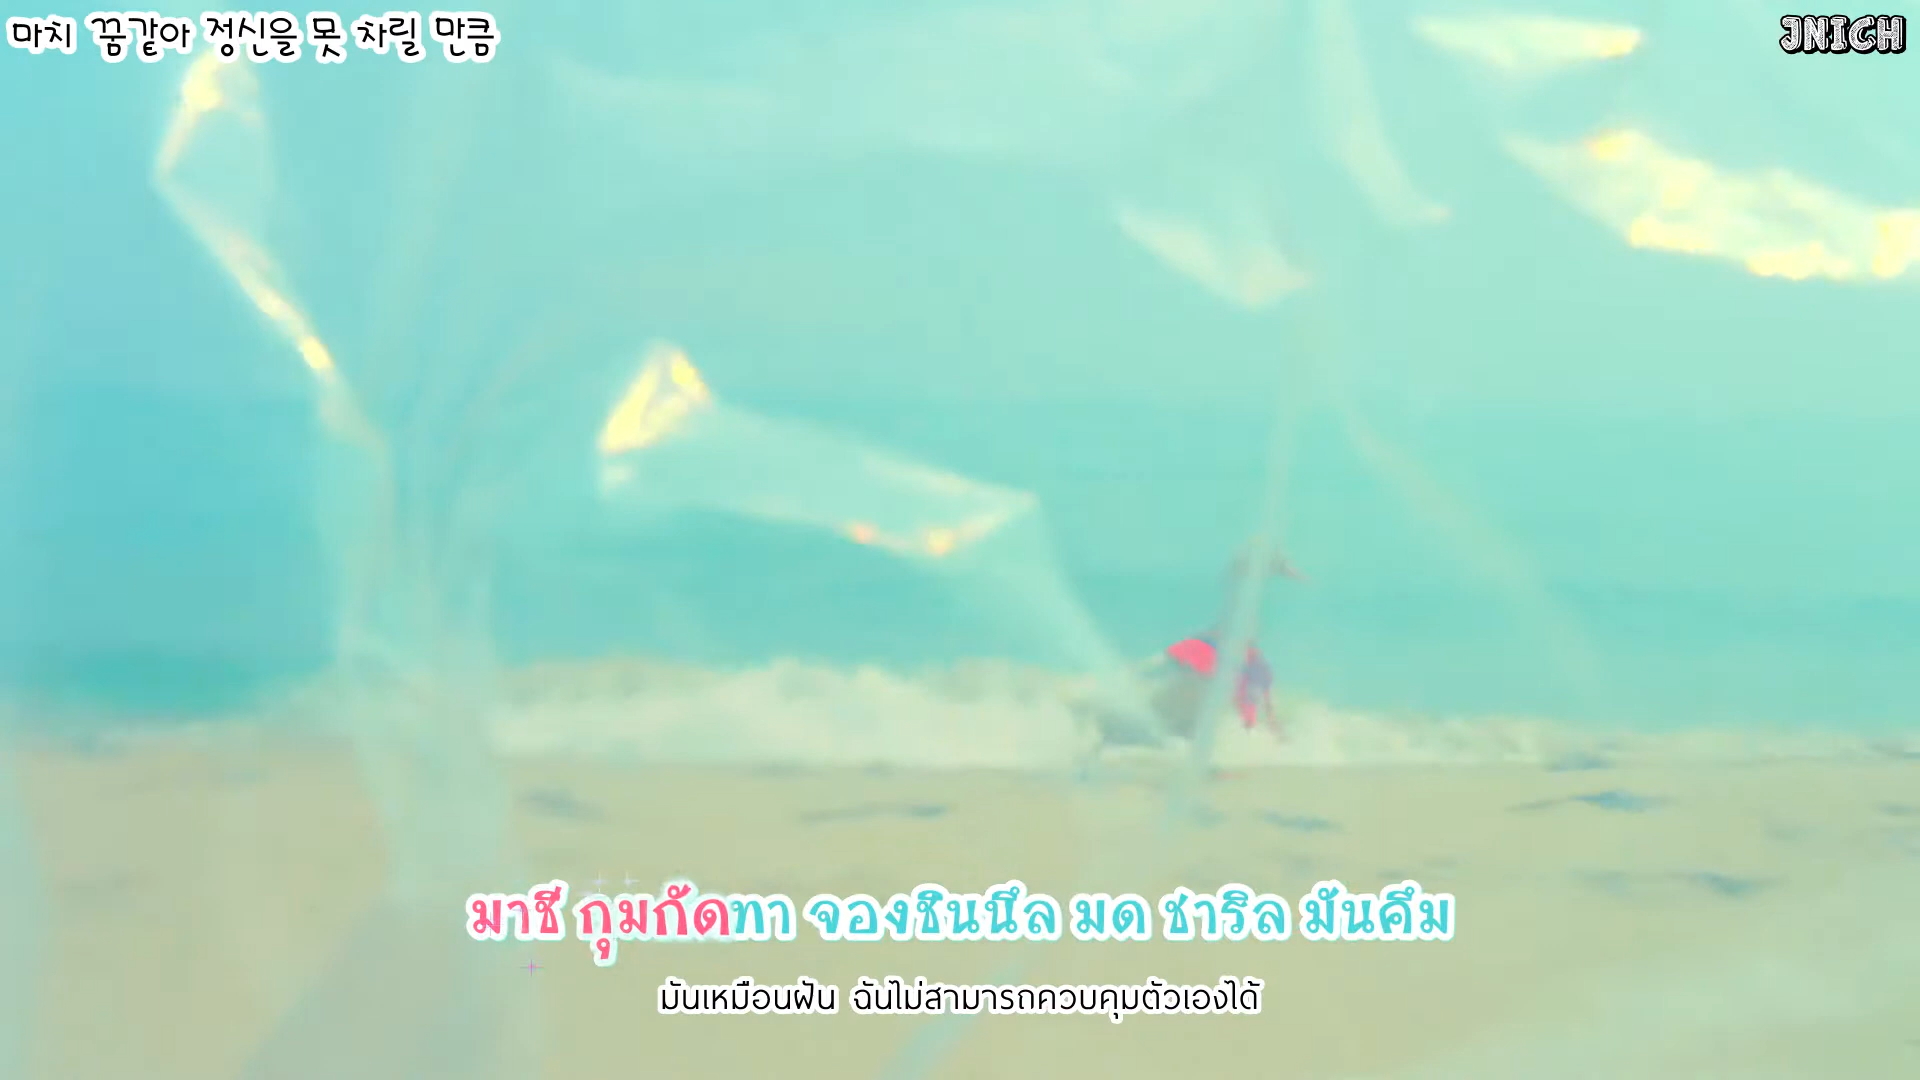 마치 꿈같아 정신을 못 차릴 만큼
JNICH
มาชี กุมกัดทา จองชินนึล มด ชาริล มันคึม
มันเหมือนฝัน ฉันไม่สามารถควบคุมตัวเองได้